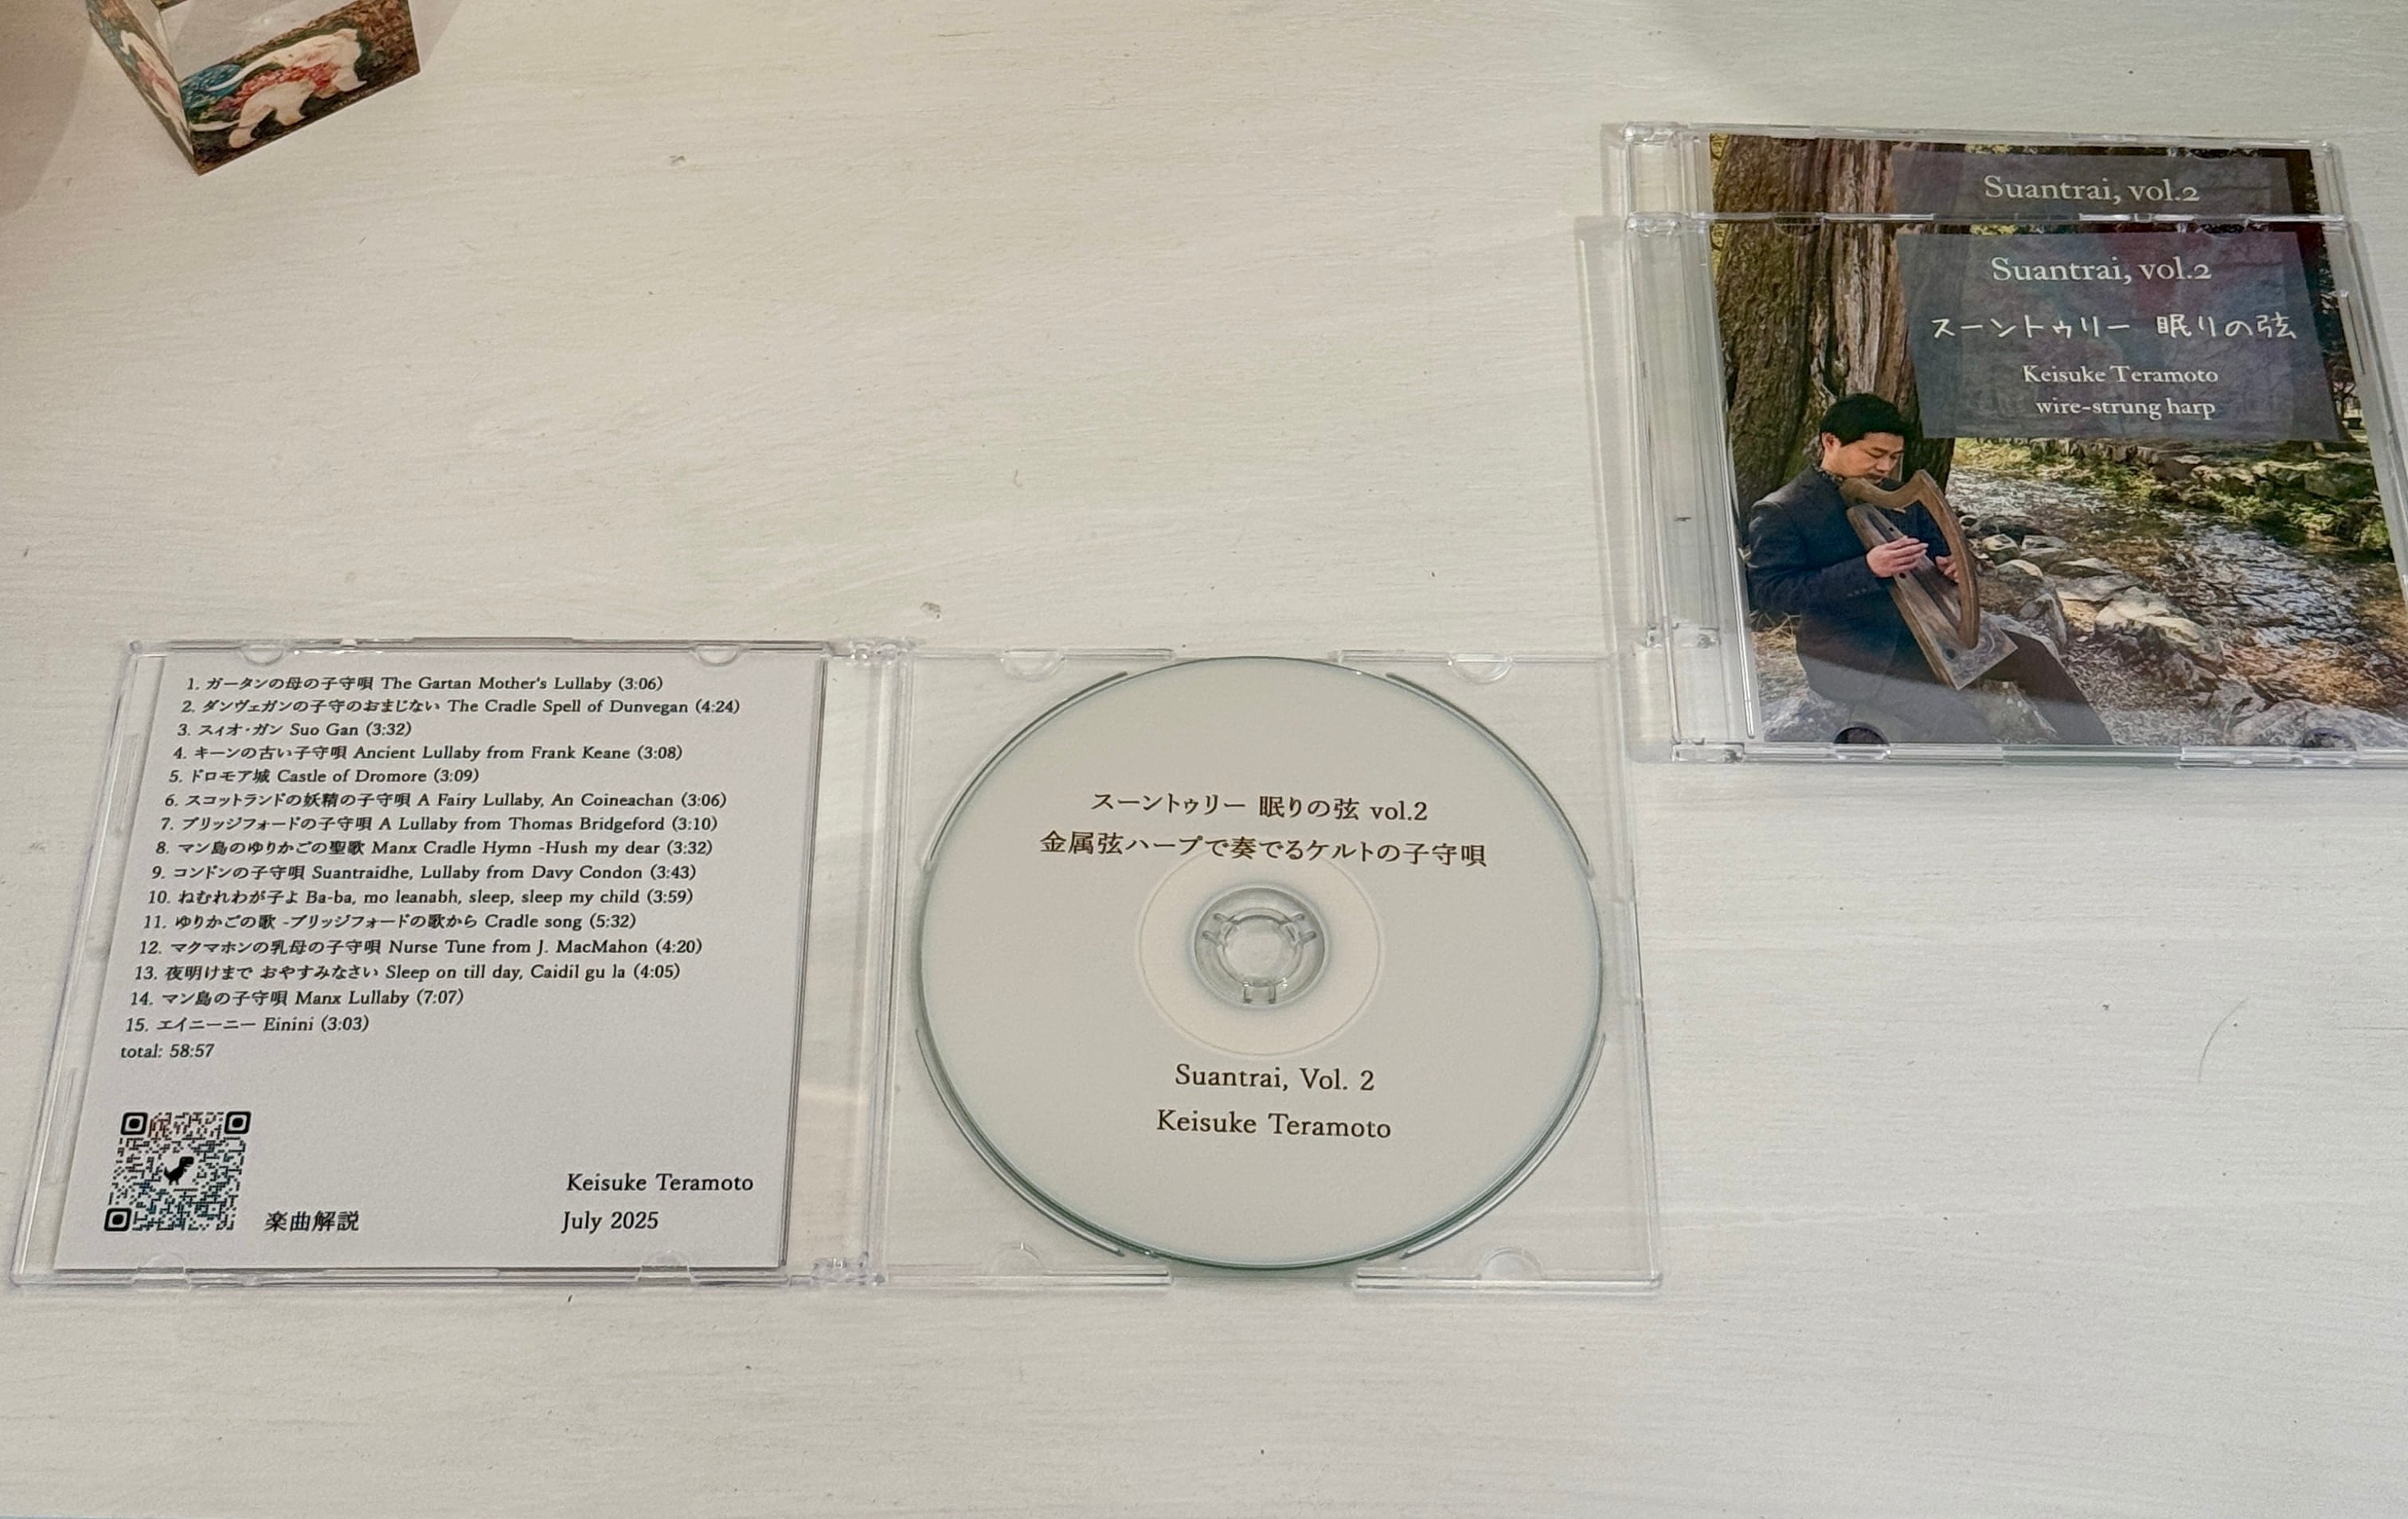 1. ガータンの母の子守唄 The Gartan Mother's Lullaby (3:06)
2. ダンヴェガンの子守のおまじない The Cradle Spell of Dunvegan (4:24)
3. スィオ・ガン Suo Gan (3:32)
4. キーンの古い子守唄 Ancient Lullaby from Frank Keane (3:08)
5. ドロモア城 Castle of Dromore (3:09)
6. スコットランドの妖精の子守唄 A Fairy Lullaby, An Coineachan (3:06)
7. ブリッジフォードの子守唄 A Lullaby from Thomas Bridgeford (3:10)
8. マン島のゆりかごの聖歌 Manx Cradle Hymn -Hush my dear (3:32)
9. コンドンの子守唄 Suantraidhe, Lullaby from Davy Condon (3:43)
10. ねむれわが子よ Ba-ba, mo leanabh, sleep, sleep my child (3:59)
11. ゆりかごの歌 -ブリッジフォードの歌から Cradle song (5:32)
12. マクマホンの乳母の子守唄 Nurse Tune from J. MacMahon (4:20)
13. 夜明けまで おやすみなさい Sleep on till day, Caidil gu la (4:05)
14. マン島の子守唄 Manx Lullaby (7:07)
15. エイニーニー Einini (3:03)
total: 58:57
楽曲解説
Keisuke Teramoto
July 2025
スーントゥリー 眠りの弦 vol.2
金属弦ハープで奏でるケルトの子守唄
Suantrai, Vol. 2
Keisuke Teramoto
Suantrai, vol.2
Suantrai, vol.2
スーントゥリー 眠りの弦
Keisuke Teramoto
wire-strung harp